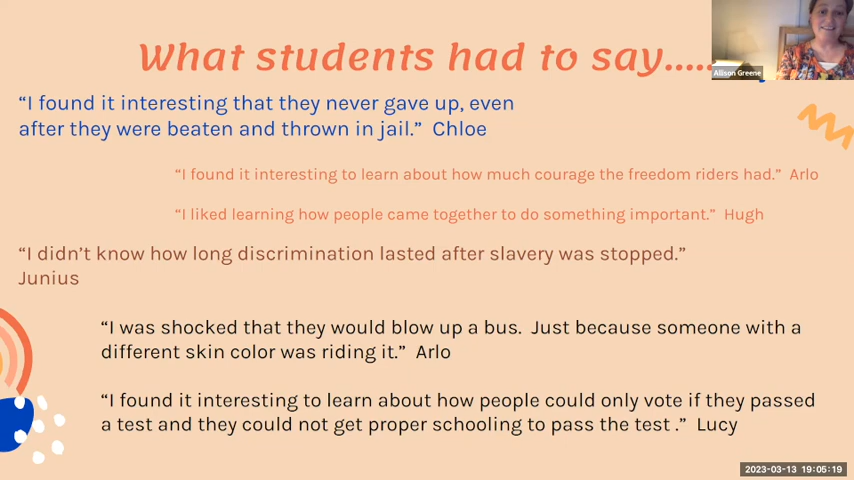 What students had to say.....
Allison Greene
“I found it interesting that they never gave up, even
after they were beaten and thrown in jail.”  Chloe
“I found it interesting to learn about how much courage the freedom riders had.”  Arlo
“I liked learning how people came together to do something important.”  Hugh
“I didn’t know how long discrimination lasted after slavery was stopped.”
Junius
“I was shocked that they would blow up a bus.  Just because someone with a
different skin color was riding it.”  Arlo
“I found it interesting to learn about how people could only vote if they passed
a test and they could not get proper schooling to pass the test .”  Lucy
2023-03-13 19:05:19